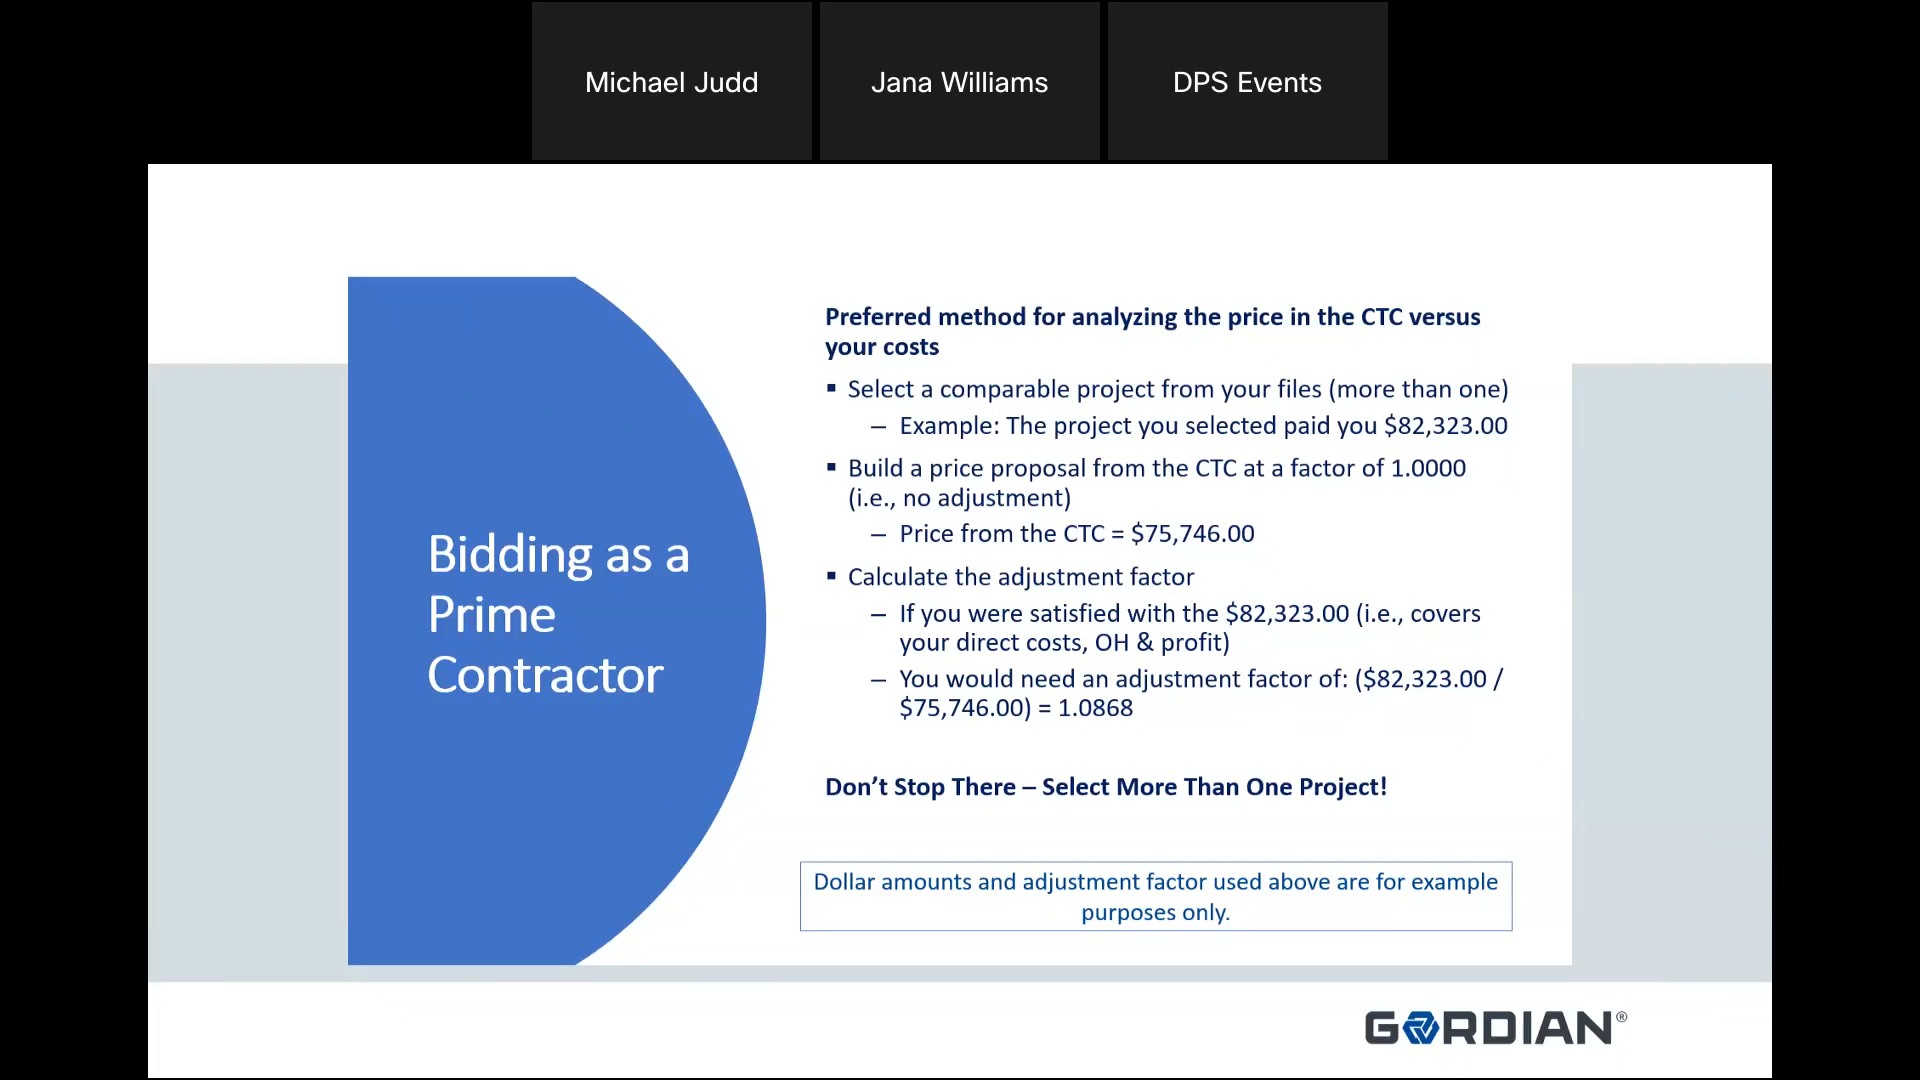 Michael Judd
Jana Williams
DPS Events
Bidding as a
Prime
Contractor
Preferred method for analyzing the price in the CTC versus
your costs
▪ Select a comparable project from your files (more than one)
– Example: The project you selected paid you $82,323.00
▪ Build a price proposal from the CTC at a factor of 1.0000
(i.e., no adjustment)
– Price from the CTC = $75,746.00
▪ Calculate the adjustment factor
– If you were satisfied with the $82,323.00 (i.e., covers
your direct costs, OH & profit)
– You would need an adjustment factor of: ($82,323.00 /
$75,746.00) = 1.0868
Don’t Stop There – Select More Than One Project!
Dollar amounts and adjustment factor used above are for example
purposes only.
GORDIAN®